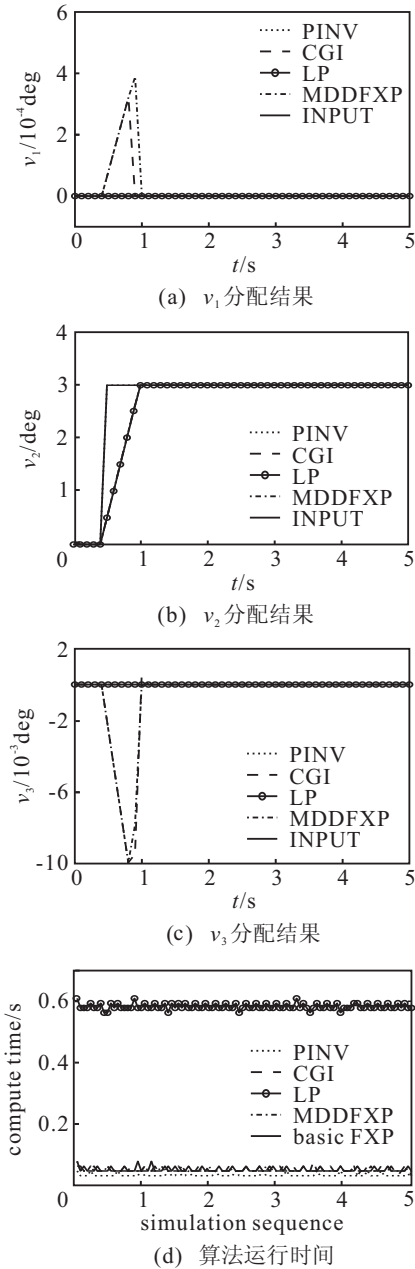 6
4
2
0
v₁/10⁻⁴deg
PINV
CGI
LP
MDDFXP
INPUT
0 1 2 3 4 5
t/s
(a) v₁分配结果
4
3
2
1
v₂/deg
PINV
CGI
LP
MDDFXP
INPUT
0 1 2 3 4 5
t/s
(b) v₂分配结果
2
-2
-6
-10
v₃/10⁻³deg
PINV
CGI
LP
MDDFXP
INPUT
0 1 2 3 4 5
t/s
(c) v₃分配结果
0.6
0.4
0.2
compute time/s
PINV
CGI
LP
MDDFXP
basic FXP
0 1 2 3 4 5
simulation sequence
(d) 算法运行时间